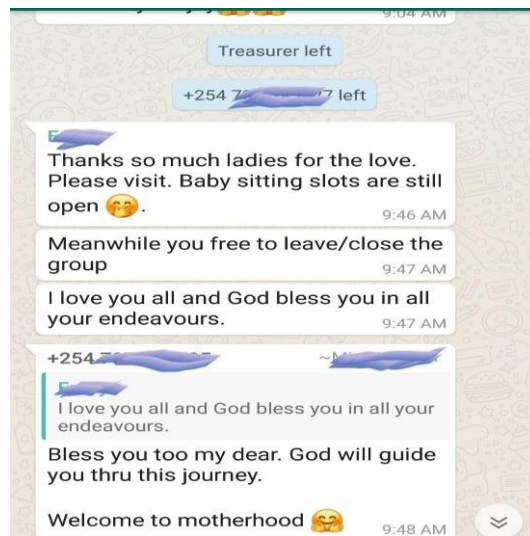 9:04 AM
Treasurer left
+254 7 7 left
Thanks so much ladies for the love.
Please visit. Baby sitting slots are still
open 🤭.
9:46 AM
Meanwhile you free to leave/close the
group
9:47 AM
I love you all and God bless you in all
your endeavours.
9:47 AM
+254
I love you all and God bless you in all your
endeavours.
Bless you too my dear. God will guide
you thru this journey.
Welcome to motherhood 🤗
9:48 AM